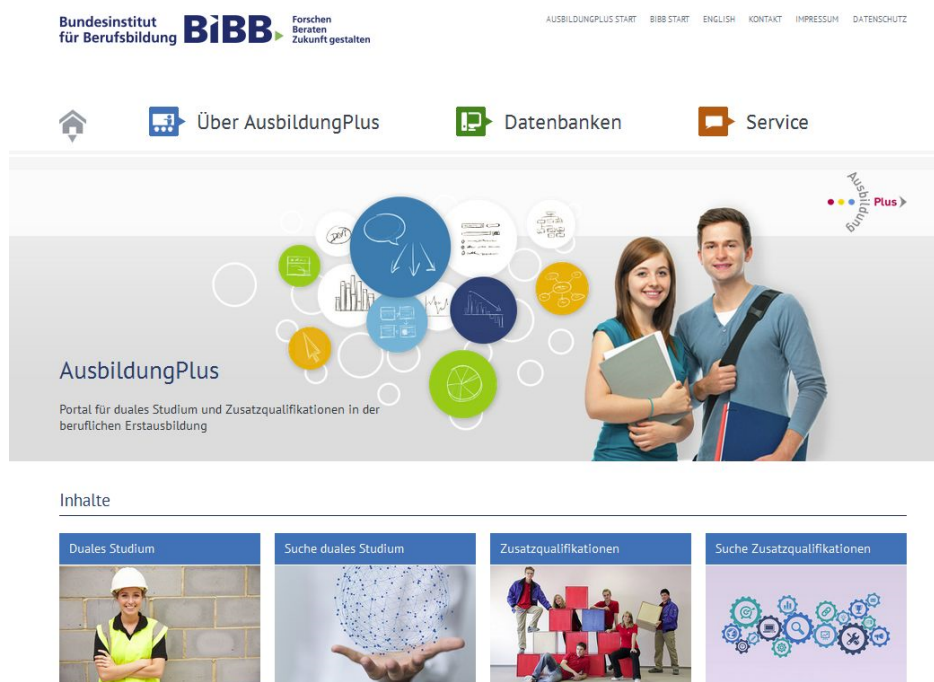 Bundesinstitut
für Berufsbildung
BiBB
Forschen
Beraten
Zukunft gestalten
AUSBILDUNGPLUS START BIBB START ENGLISH KONTAKT IMPRESSUM DATENSCHUTZ
Über AusbildungPlus
Datenbanken
Service
Ausbildung Plus
AusbildungPlus
Portal für duales Studium und Zusatzqualifikationen in der
beruflichen Erstausbildung
Inhalte
Duales Studium
Suche duales Studium
Zusatzqualifikationen
Suche Zusatzqualifikationen